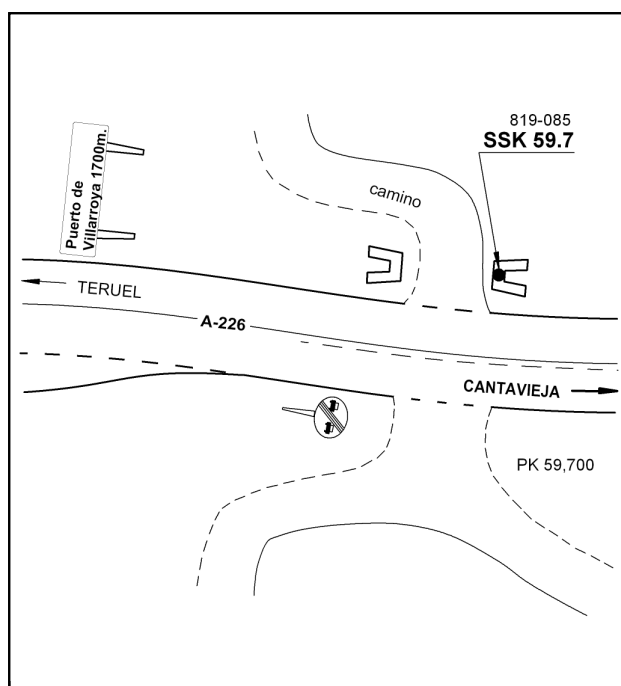 819-085
SSK 59.7
Puerto de
Villarroya 1700m.
camino
TERUEL
A-226
CANTAVIEJA
PK 59,700